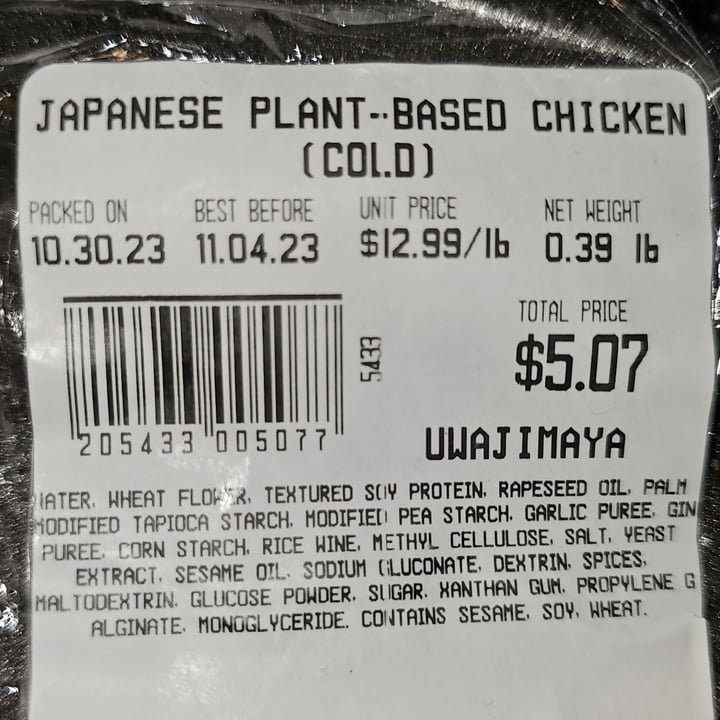 JAPANESE PLANT-BASED CHICKEN
(COLD)
PACKED ON BEST BEFORE UNIT PRICE NET WEIGHT
10.30.23 11.04.23 $12.99/lb 0.39 lb
TOTAL PRICE
5433
$5.07
205433 005077
UWAJIMAYA
WATER, WHEAT FLOWER, TEXTURED SOY PROTEIN, RAPESEED OIL, PALM
MODIFIED TAPIOCA STARCH, MODIFIED PEA STARCH, GARLIC PUREE, GIN
PUREE, CORN STARCH, RICE WINE, METHYL CELLULOSE, SALT, YEAST
EXTRACT, SESAME OIL, SODIUM GLUCONATE, DEXTRIN, SPICES,
MALTODEXTRIN, GLUCOSE POWDER, SUGAR, XANTHAN GUM, PROPYLENE G
ALGINATE, MONOGLYCERIDE. CONTAINS SESAME, SOY, WHEAT.